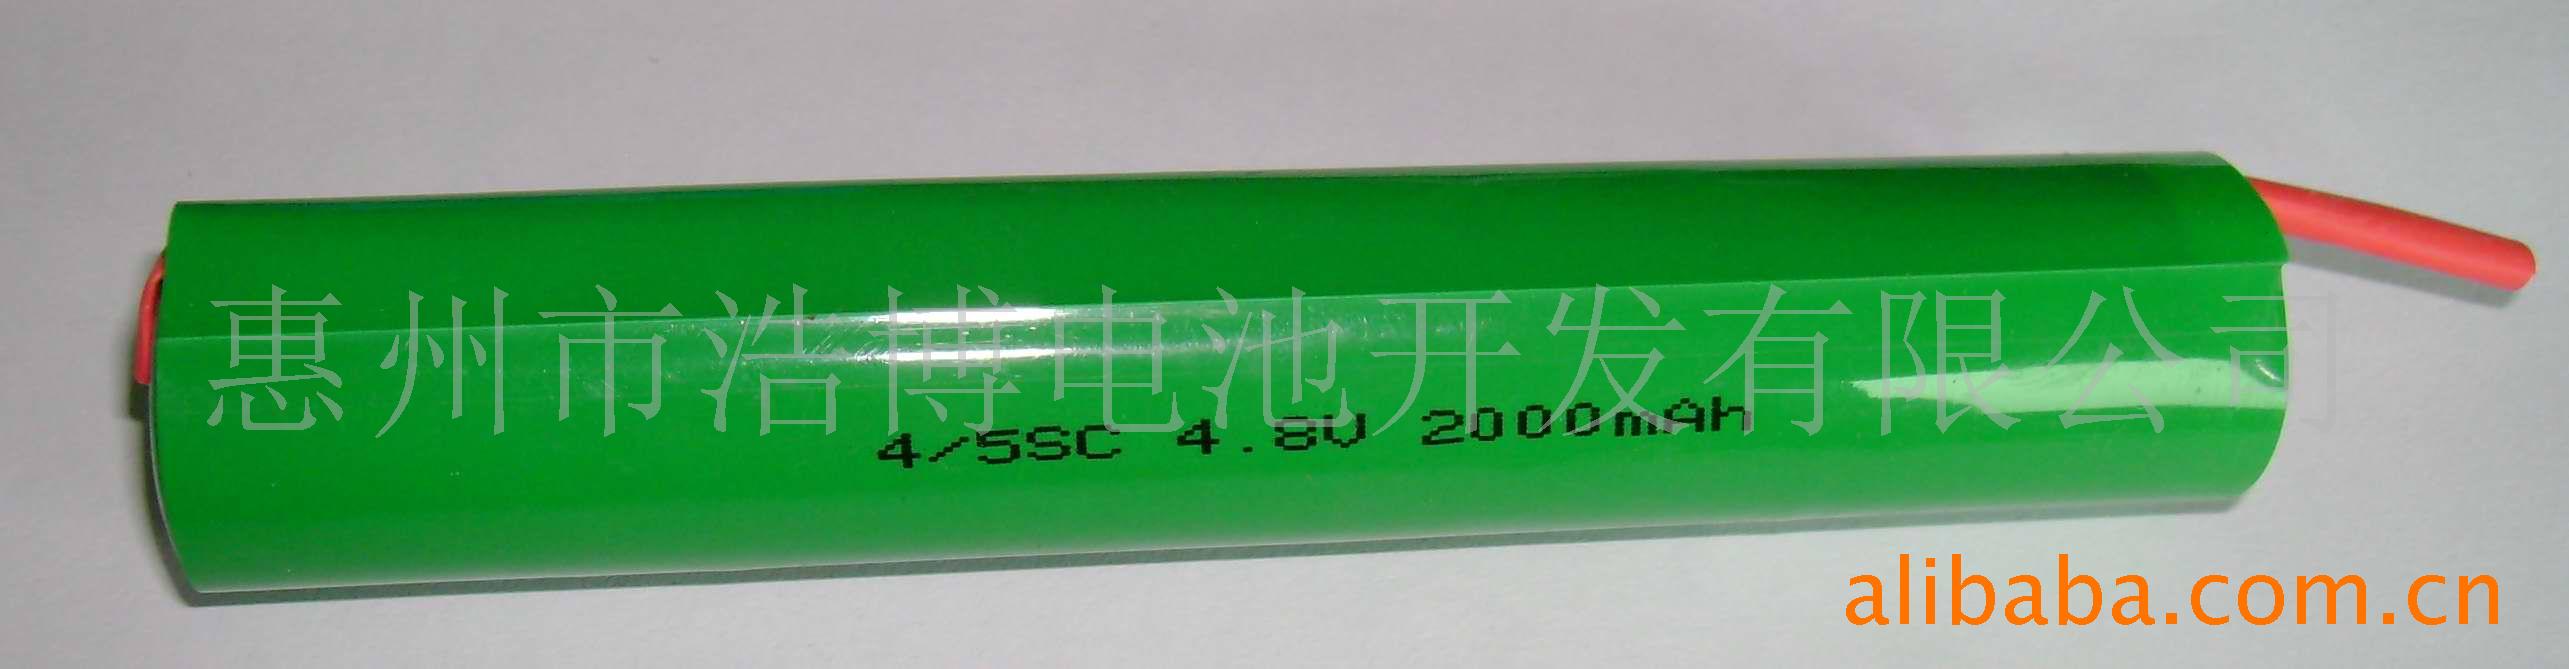 惠州市浩博电池开发有限公司
4/5SC 4.8V 2000mAh
alibaba.com.cn